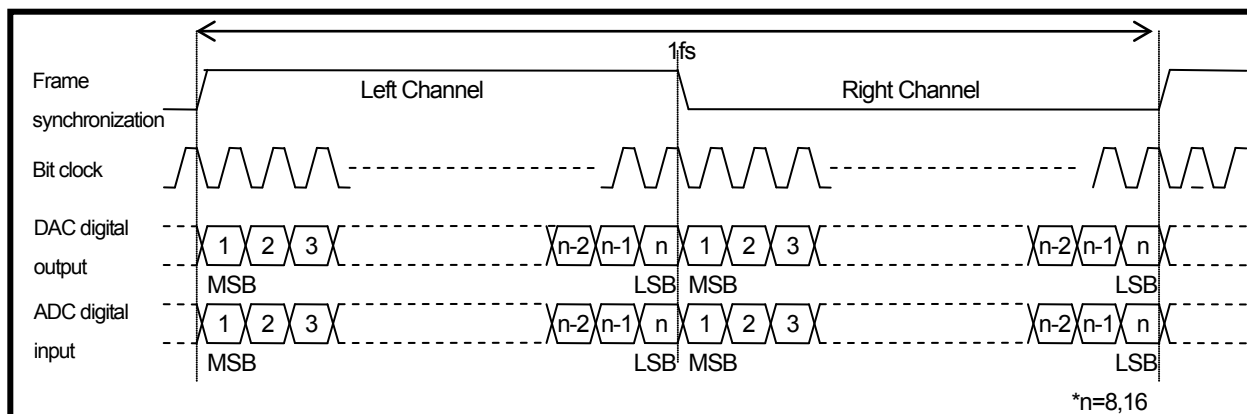 1fs
Frame
synchronization
Left Channel
Right Channel
Bit clock
DAC digital
output
1 2 3 n-2 n-1 n 1 2 3 n-2 n-1 n
MSB LSB MSB LSB
ADC digital
input
1 2 3 n-2 n-1 n 1 2 3 n-2 n-1 n
MSB LSB MSB LSB
*n=8,16